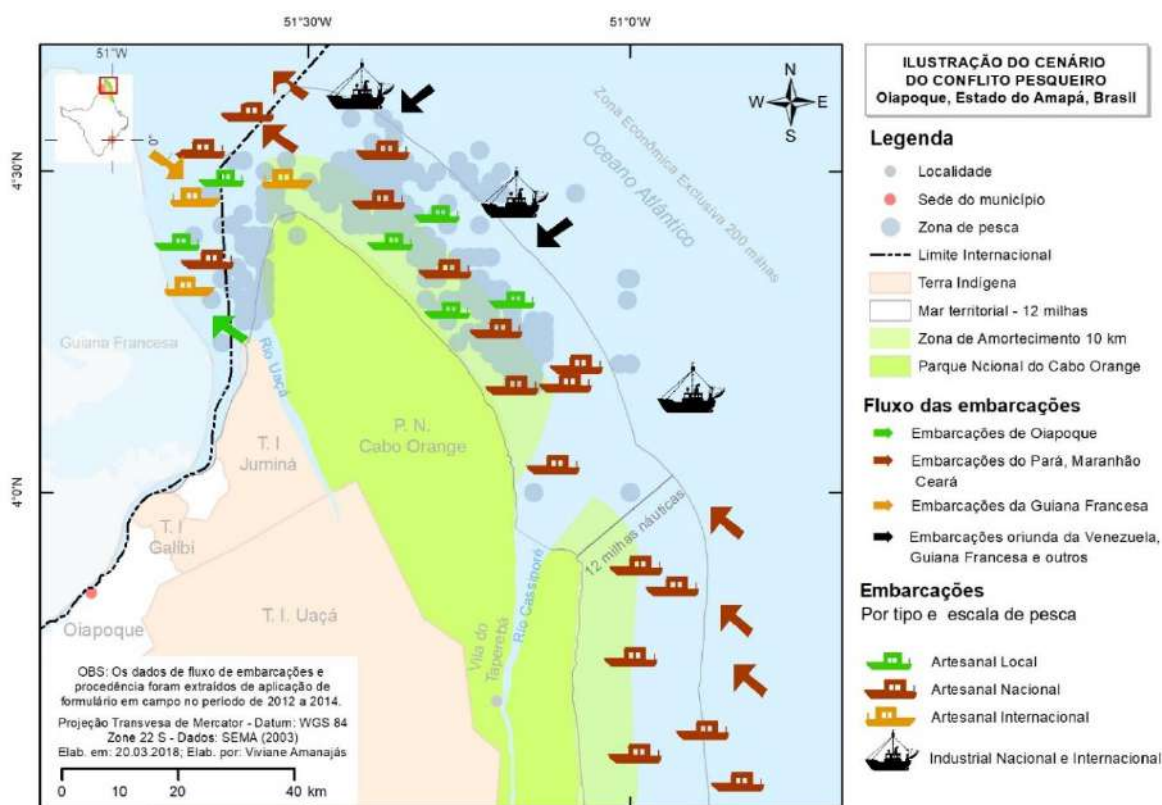 51°30'W
51°0'W
51°W
0°
4°30'N
4°0'N
N
W E
S
Zona Econômica Exclusiva 200 milhas
Oceano Atlântico
Guiana Francesa
Rio Uaçá
T. I
Juminá
P. N.
Cabo Orange
T. I
Galibí
12 milhas náuticas
Oiapoque
T. I. Uaçá
Vila do
Taperebá
Rio Cassiporé
OBS: Os dados de fluxo de embarcações e
procedência foram extraídos de aplicação de
formulário em campo no período de 2012 a 2014.
Projeção Transvesa de Mercator - Datum: WGS 84
Zone 22 S - Dados: SEMA (2003)
Elab. em: 20.03.2018; Elab. por: Viviane Amanajás
0 10 20 40 km
ILUSTRAÇÃO DO CENÁRIO
DO CONFLITO PESQUEIRO
Oiapoque, Estado do Amapá, Brasil
Legenda
Localidade
Sede do município
Zona de pesca
Limite Internacional
Terra Indígena
Mar territorial - 12 milhas
Zona de Amortecimento 10 km
Parque Ncional do Cabo Orange
Fluxo das embarcações
Embarcações de Oiapoque
Embarcações do Pará, Maranhão
Ceará
Embarcações da Guiana Francesa
Embarcações oriunda da Venezuela,
Guiana Francesa e outros
Embarcações
Por tipo e escala de pesca
Artesanal Local
Artesanal Nacional
Artesanal Internacional
Industrial Nacional e Internacional